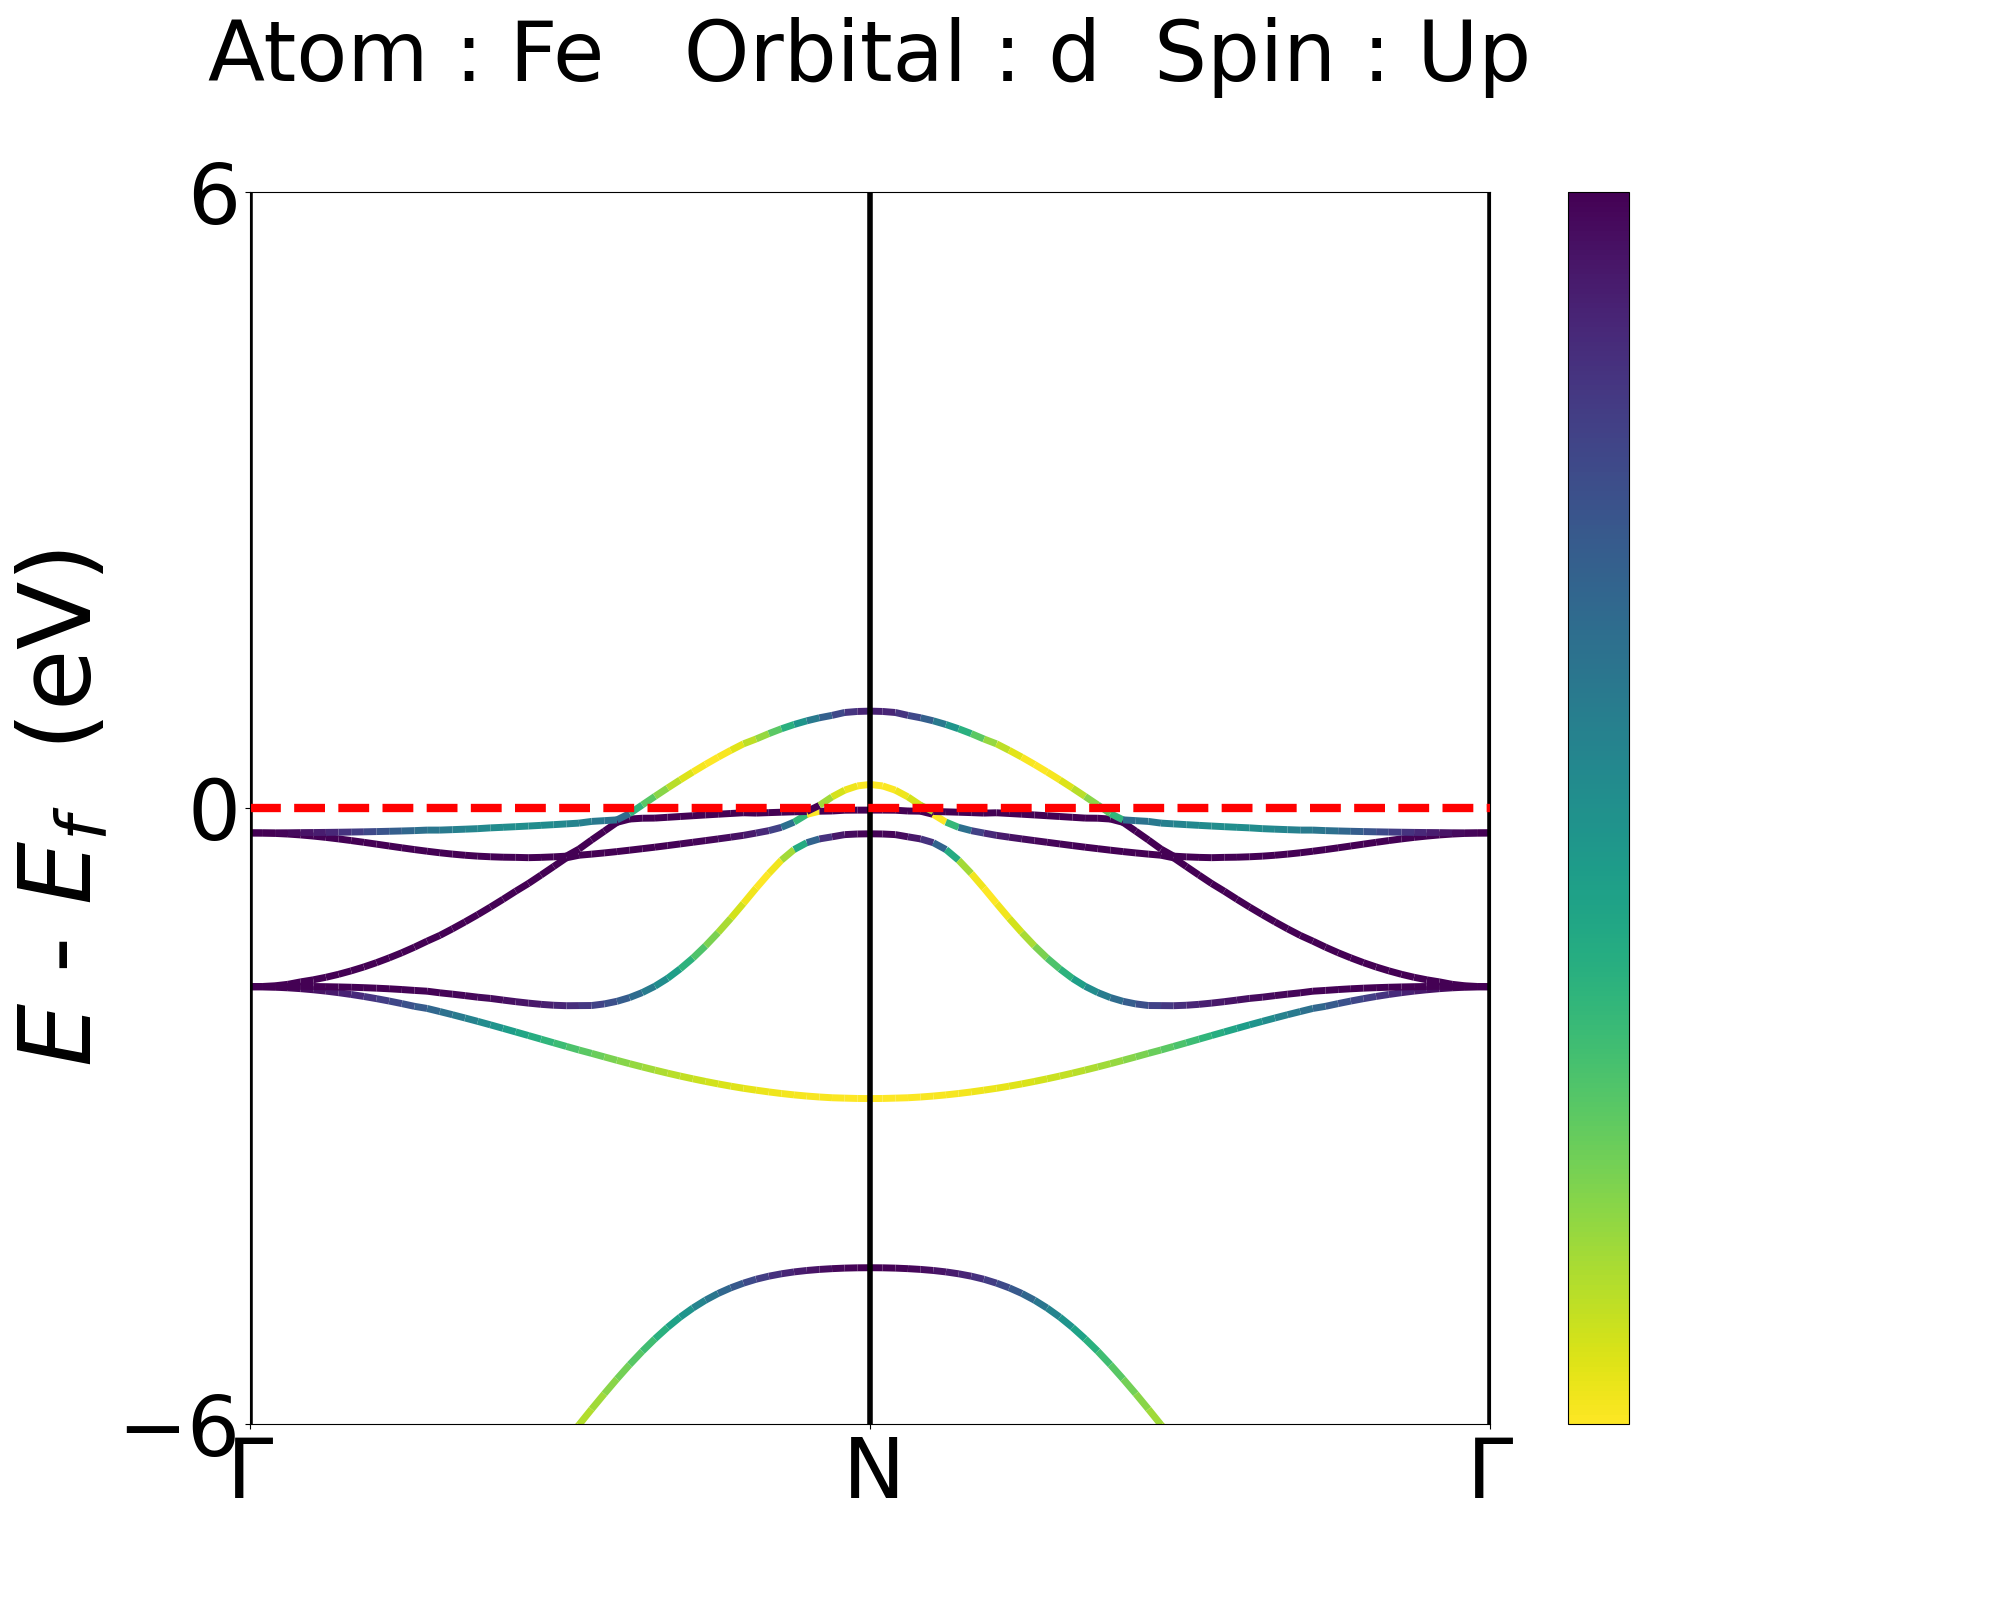 Atom : Fe   Orbital : d  Spin : Up
6
0
−6
E - E_f (eV)
Γ N Γ